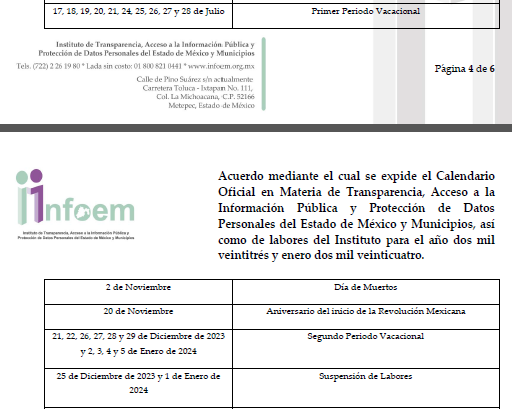 17, 18, 19, 20, 21, 24, 25, 26, 27 y 28 de Julio
Primer Periodo Vacacional
Instituto de Transparencia, Acceso a la Información Pública y
Protección de Datos Personales del Estado de México y Municipios
Tels. (722) 2 26 19 80 * Lada sin costo: 01 800 821 0441 * www.infoem.org.mx
Calle de Pino Suárez s/n actualmente
Carretera Toluca - Ixtapan No. 111,
Col. La Michoacana, C.P. 52166
Metepec, Estado de México
Página 4 de 6
infoem
Instituto de Transparencia, Acceso a la Información Pública y
Protección de Datos Personales del Estado de México y Municipios
Acuerdo mediante el cual se expide el Calendario
Oficial en Materia de Transparencia, Acceso a la
Información Pública y Protección de Datos
Personales del Estado de México y Municipios, así
como de labores del Instituto para el año dos mil
veintitrés y enero dos mil veinticuatro.
2 de Noviembre
Día de Muertos
20 de Noviembre
Aniversario del inicio de la Revolución Mexicana
21, 22, 26, 27, 28 y 29 de Diciembre de 2023
y 2, 3, 4 y 5 de Enero de 2024
Segundo Periodo Vacacional
25 de Diciembre de 2023 y 1 de Enero de
2024
Suspensión de Labores